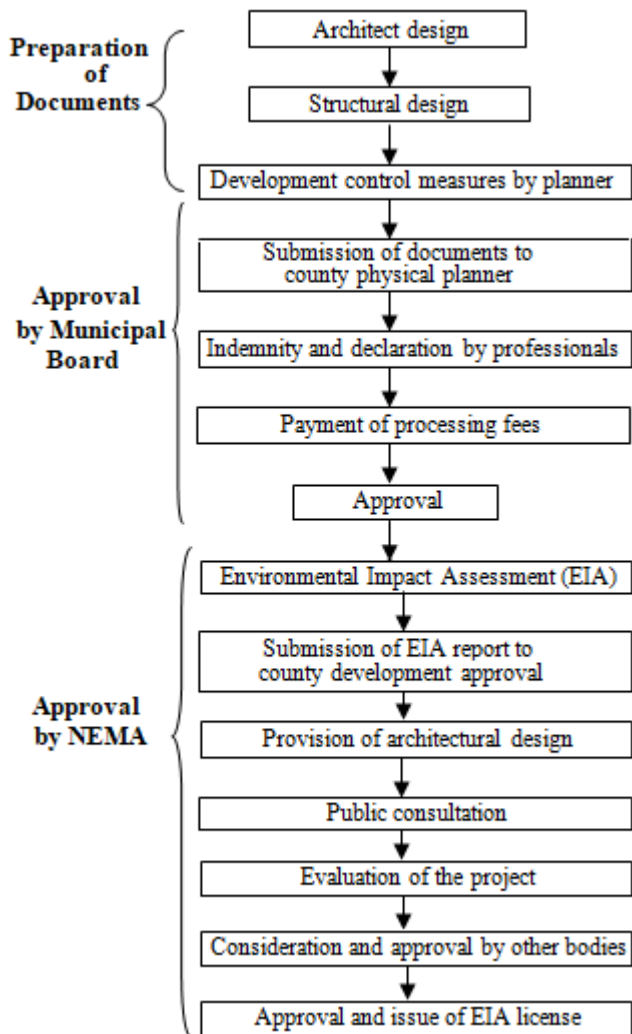 Preparation
of
Documents
Architect design
Structural design
Development control measures by planner
Approval
by Municipal
Board
Submission of documents to
county physical planner
Indemnity and declaration by professionals
Payment of processing fees
Approval
Approval
by NEMA
Environmental Impact Assessment (EIA)
Submission of EIA report to
county development approval
Provision of architectural design
Public consultation
Evaluation of the project
Consideration and approval by other bodies
Approval and issue of EIA license